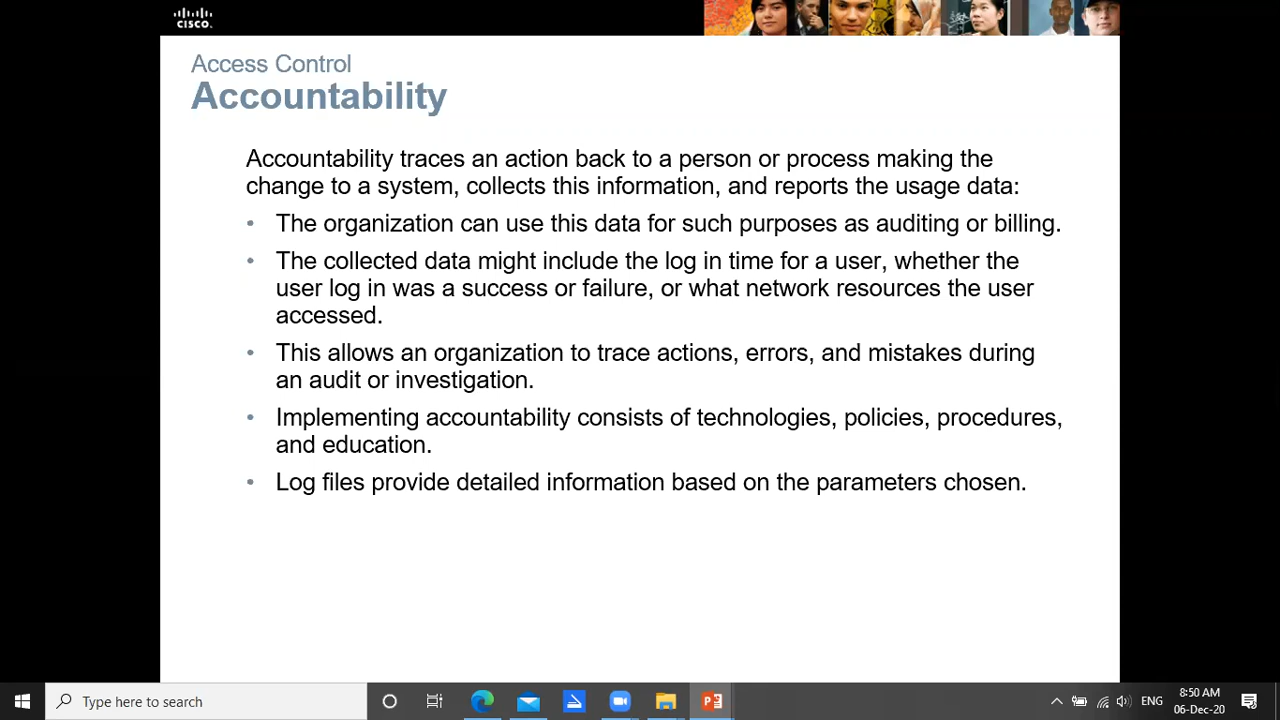 CISCO
Access Control
Accountability
Accountability traces an action back to a person or process making the
change to a system, collects this information, and reports the usage data:
• The organization can use this data for such purposes as auditing or billing.
• The collected data might include the log in time for a user, whether the
user log in was a success or failure, or what network resources the user
accessed.
• This allows an organization to trace actions, errors, and mistakes during
an audit or investigation.
• Implementing accountability consists of technologies, policies, procedures,
and education.
• Log files provide detailed information based on the parameters chosen.
Type here to search
ENG
8:50 AM
06-Dec-20